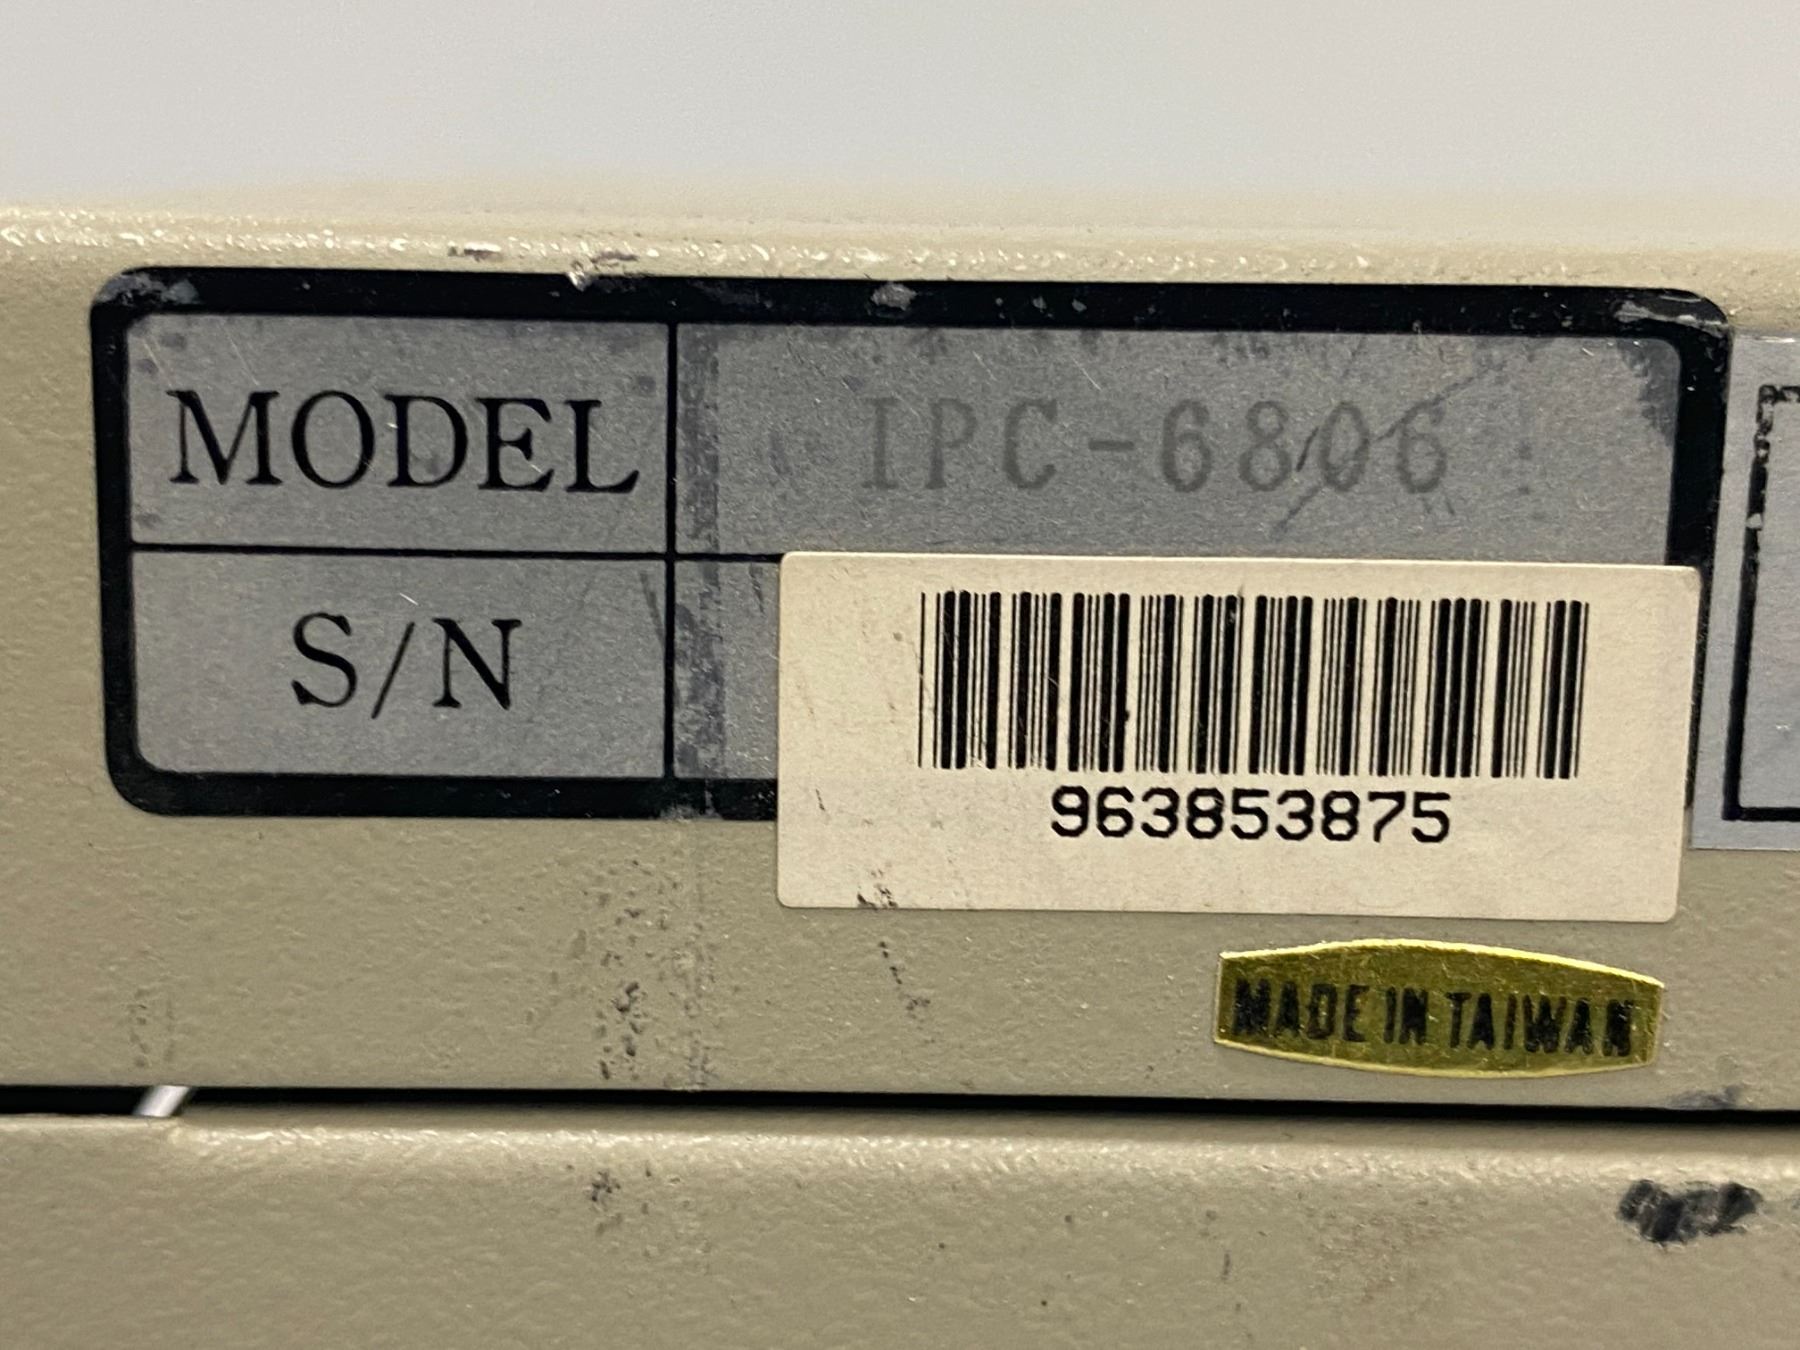 MODEL IPC-6806
S/N
963853875
MADE IN TAIWAN